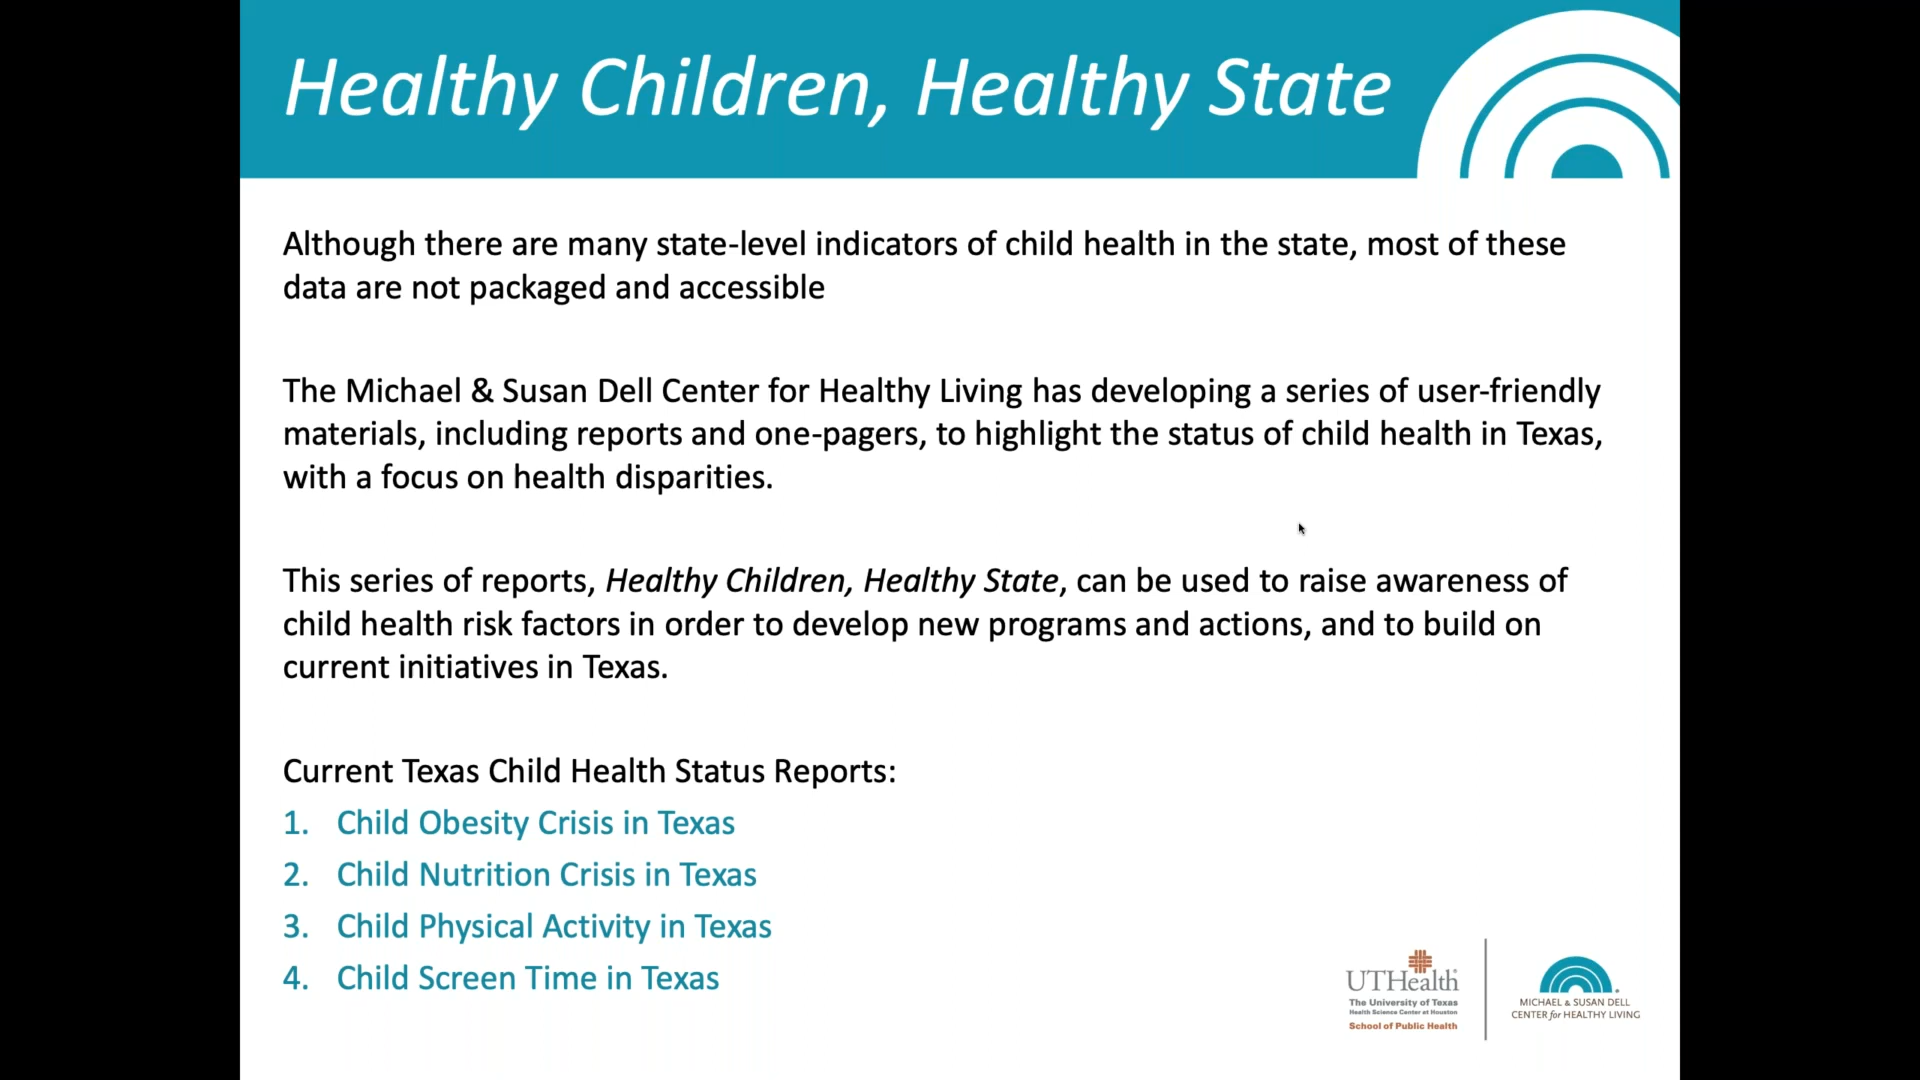 Healthy Children, Healthy State
Although there are many state-level indicators of child health in the state, most of these
data are not packaged and accessible
The Michael & Susan Dell Center for Healthy Living has developing a series of user-friendly
materials, including reports and one-pagers, to highlight the status of child health in Texas,
with a focus on health disparities.
This series of reports, Healthy Children, Healthy State, can be used to raise awareness of
child health risk factors in order to develop new programs and actions, and to build on
current initiatives in Texas.
Current Texas Child Health Status Reports:
1. Child Obesity Crisis in Texas
2. Child Nutrition Crisis in Texas
3. Child Physical Activity in Texas
4. Child Screen Time in Texas
UTHealth
The University of Texas
Health Science Center at Houston
School of Public Health
MICHAEL & SUSAN DELL
CENTER for HEALTHY LIVING